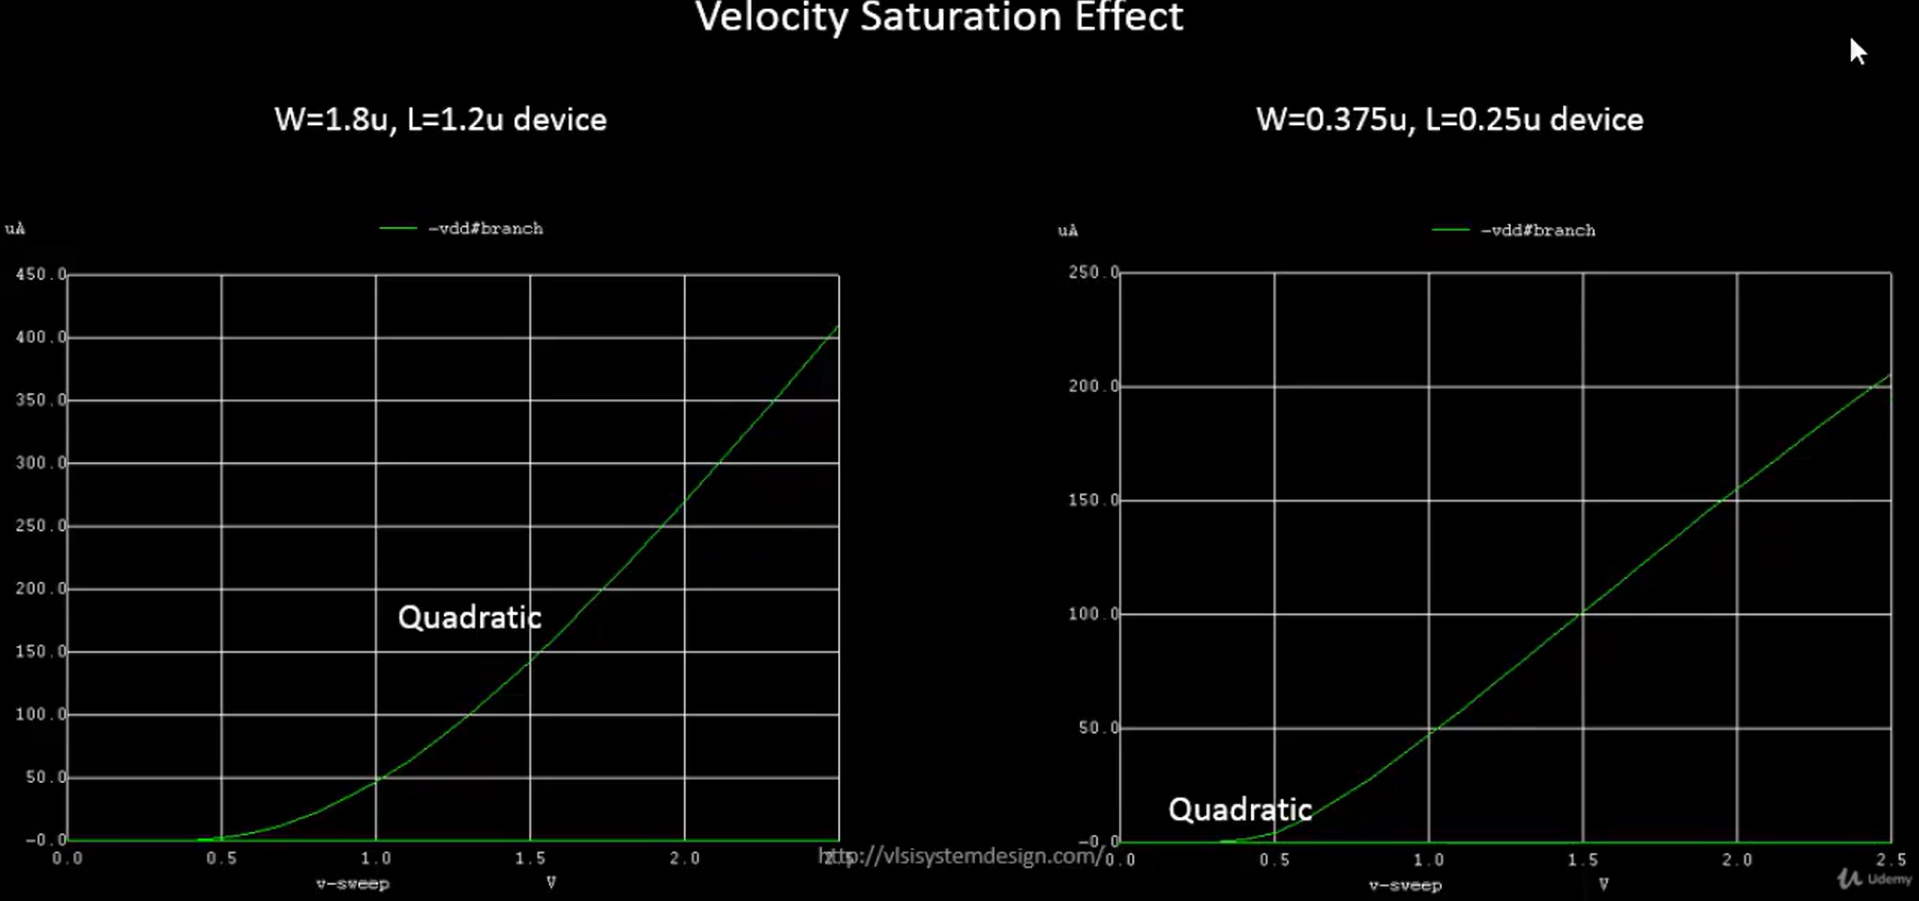 Velocity Saturation Effect
W=1.8u, L=1.2u device
W=0.375u, L=0.25u device
uA
-vdd#branch
450.0
400.0
350.0
300.0
250.0
200.0
150.0
100.0
50.0
-0.0
Quadratic
0.0 0.5 1.0 1.5 2.0
v-sweep V
uA
-vdd#branch
250.0
200.0
150.0
100.0
50.0
-0.0
Quadratic
0.0 0.5 1.0 1.5 2.0 2.5
v-sweep V
http://vlsisystemdesign.com/
Udemy